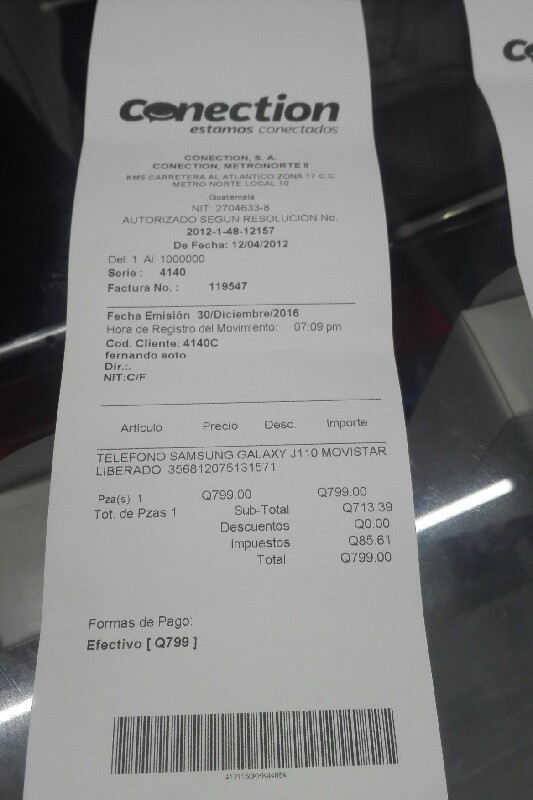 Conection
estamos conectados
CONECTION, S. A.
CONECTION, METRONORTE II
KM5 CARRETERA AL ATLANTICO ZONA 17 C C
METRO NORTE LOCAL 10
,Guatemala
NIT: 2704633-8
AUTORIZADO SEGUN RESOLUCION No.
2012-1-48-12157
De Fecha: 12/04/2012
Del: 1 Al: 1000000
Serie : 4140
Factura No. : 119547
Fecha Emisión 30/Diciembre/2016
Hora de Registro del Movimiento: 07:09 pm
Cod. Cliente: 4140C
fernando soto
Dir.:.
NIT:C/F
Articulo Precio Desc. Importe
TELEFONO SAMSUNG GALAXY J110 MOVISTAR
LIBERADO 356812075131571
Pza(s) 1 Q799.00 Q799.00
Tot. de Pzas 1 Sub-Total Q713.39
Descuentos Q0.00
Impuestos Q85.61
Total Q799.00
Formas de Pago:
Efectivo [ Q799 ]